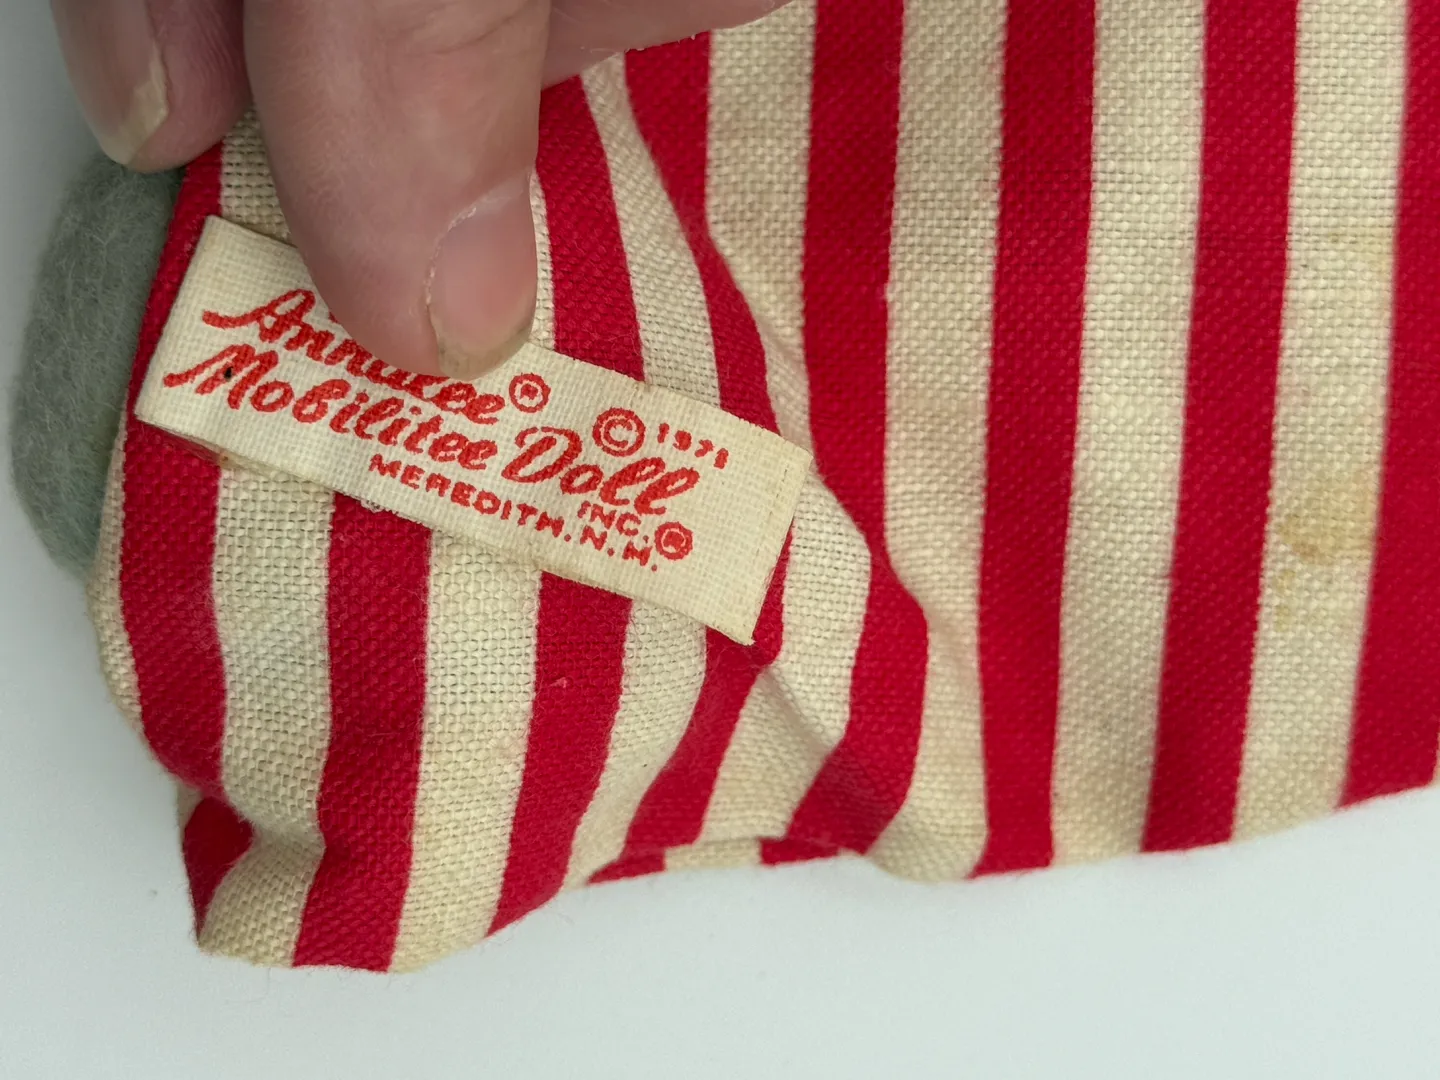 Annalee®
Mobilitee Doll © 1971
INC.®
MEREDITH. N. H.